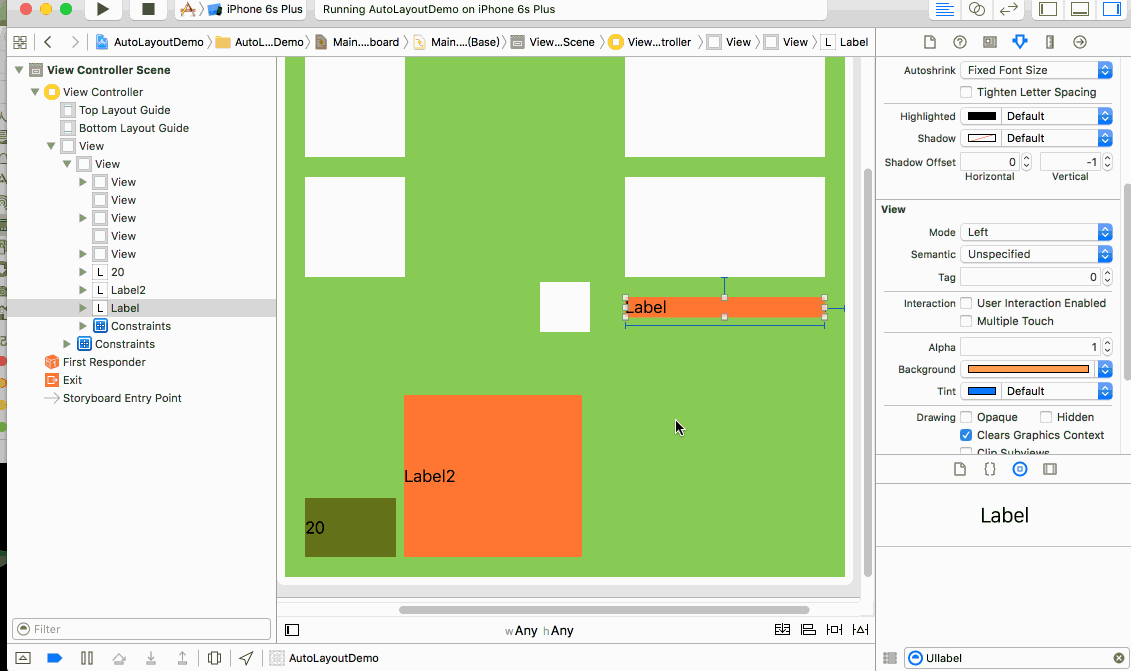 iPhone 6s Plus
Running AutoLayoutDemo on iPhone 6s Plus
AutoLayoutDemo
AutoL...Demo
Main....board
Main....(Base)
View...Scene
View...troller
View
View
L Label
View Controller Scene
View Controller
Top Layout Guide
Bottom Layout Guide
View
View
View
View
View
View
View
L 20
L Label2
L Label
Constraints
Constraints
First Responder
Exit
Storyboard Entry Point
Filter
Label
Label2
20
wAny hAny
AutoLayoutDemo
Autoshrink Fixed Font Size
Tighten Letter Spacing
Highlighted Default
Shadow Default
Shadow Offset 0 -1
Horizontal Vertical
View
Mode Left
Semantic Unspecified
Tag 0
Interaction User Interaction Enabled
Multiple Touch
Alpha 1
Background
Tint Default
Drawing Opaque Hidden
Clears Graphics Context
Clip Subviews
Label
UIlabel